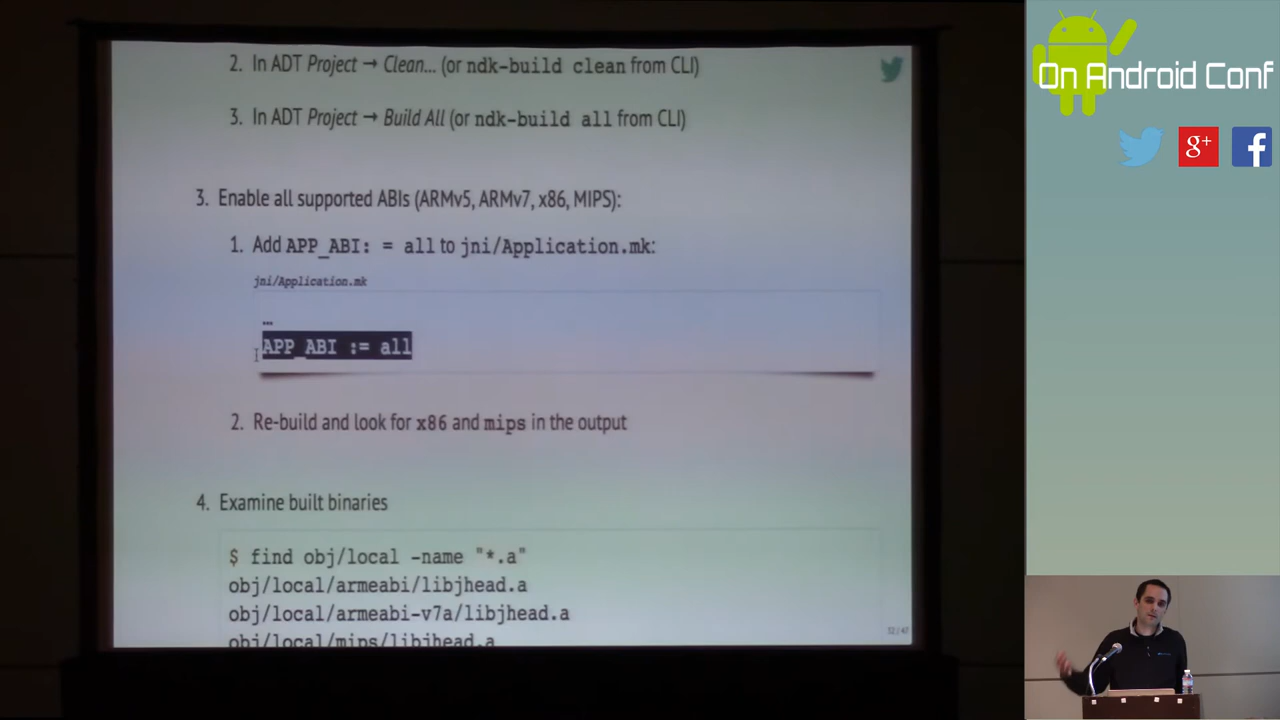 2. In ADT Project → Clean... (or ndk-build clean from CLI)
3. In ADT Project → Build All (or ndk-build all from CLI)
3. Enable all supported ABIs (ARMv5, ARMv7, x86, MIPS):
1. Add APP_ABI: = all to jni/Application.mk:
jni/Application.mk
…
APP_ABI := all
2. Re-build and look for x86 and mips in the output
4. Examine built binaries
$ find obj/local -name "*.a"
obj/local/armeabi/libjhead.a
obj/local/armeabi-v7a/libjhead.a
obj/local/mips/libjhead.a
On Android Conf
g+
f